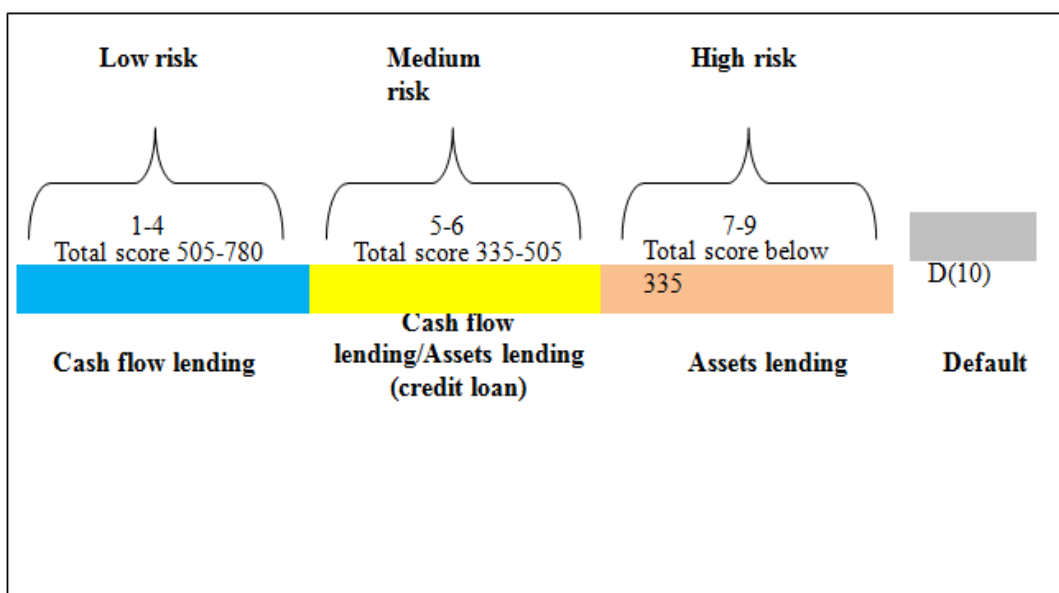 Low risk
Medium
risk
High risk
1-4
Total score 505-780
5-6
Total score 335-505
7-9
Total score below
335
D(10)
Cash flow lending
Cash flow
lending/Assets lending
(credit loan)
Assets lending
Default